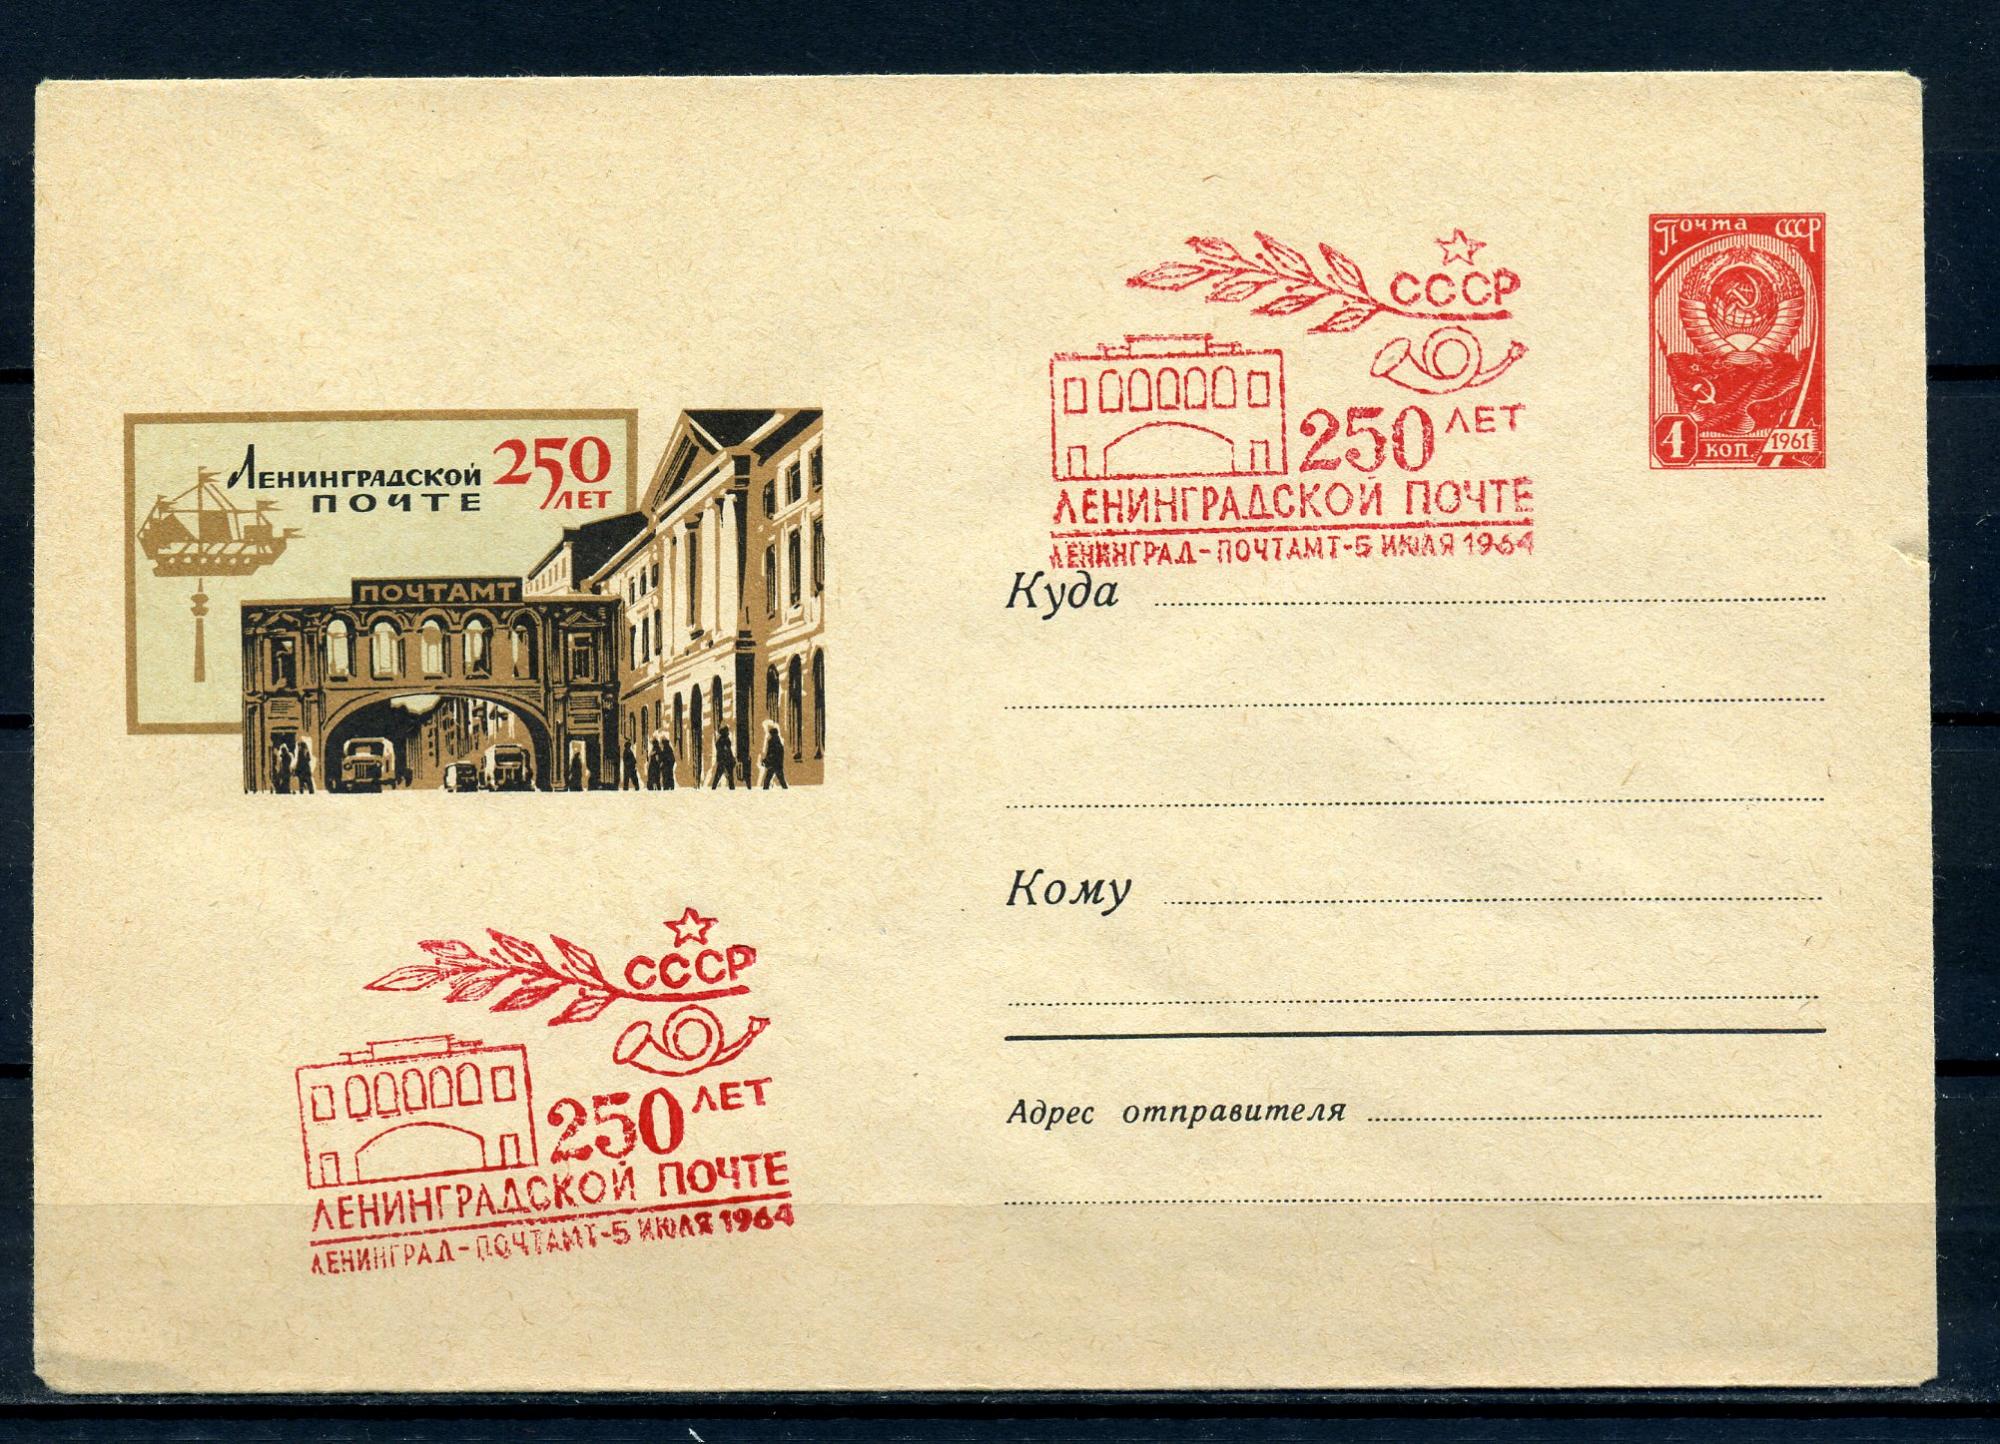 Почта СССР
4 коп. 1961
СССР
250 ЛЕТ
ЛЕНИНГРАДСКОЙ ПОЧТЕ
ЛЕНИНГРАД-ПОЧТАМТ-5 ИЮЛЯ 1964
ЛЕНИНГРАДСКОЙ
ПОЧТЕ
250
ЛЕТ
ПОЧТАМТ
Куда
Кому
Адрес отправителя
СССР
250 ЛЕТ
ЛЕНИНГРАДСКОЙ ПОЧТЕ
ЛЕНИНГРАД-ПОЧТАМТ-5 ИЮЛЯ 1964